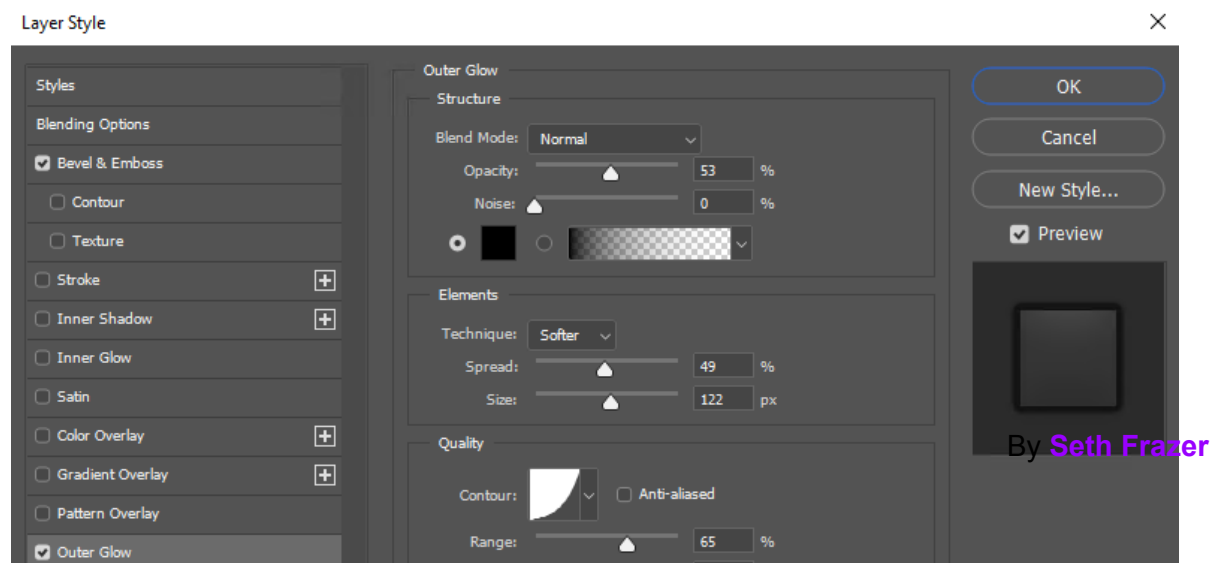 Layer Style
Styles
Blending Options
Bevel & Emboss
Contour
Texture
Stroke
Inner Shadow
Inner Glow
Satin
Color Overlay
Gradient Overlay
Pattern Overlay
Outer Glow
Outer Glow
Structure
Blend Mode: Normal
Opacity: 53 %
Noise: 0 %
Elements
Technique: Softer
Spread: 49 %
Size: 122 px
Quality
Contour: Anti-aliased
Range: 65 %
OK
Cancel
New Style...
Preview
By Seth Frazer